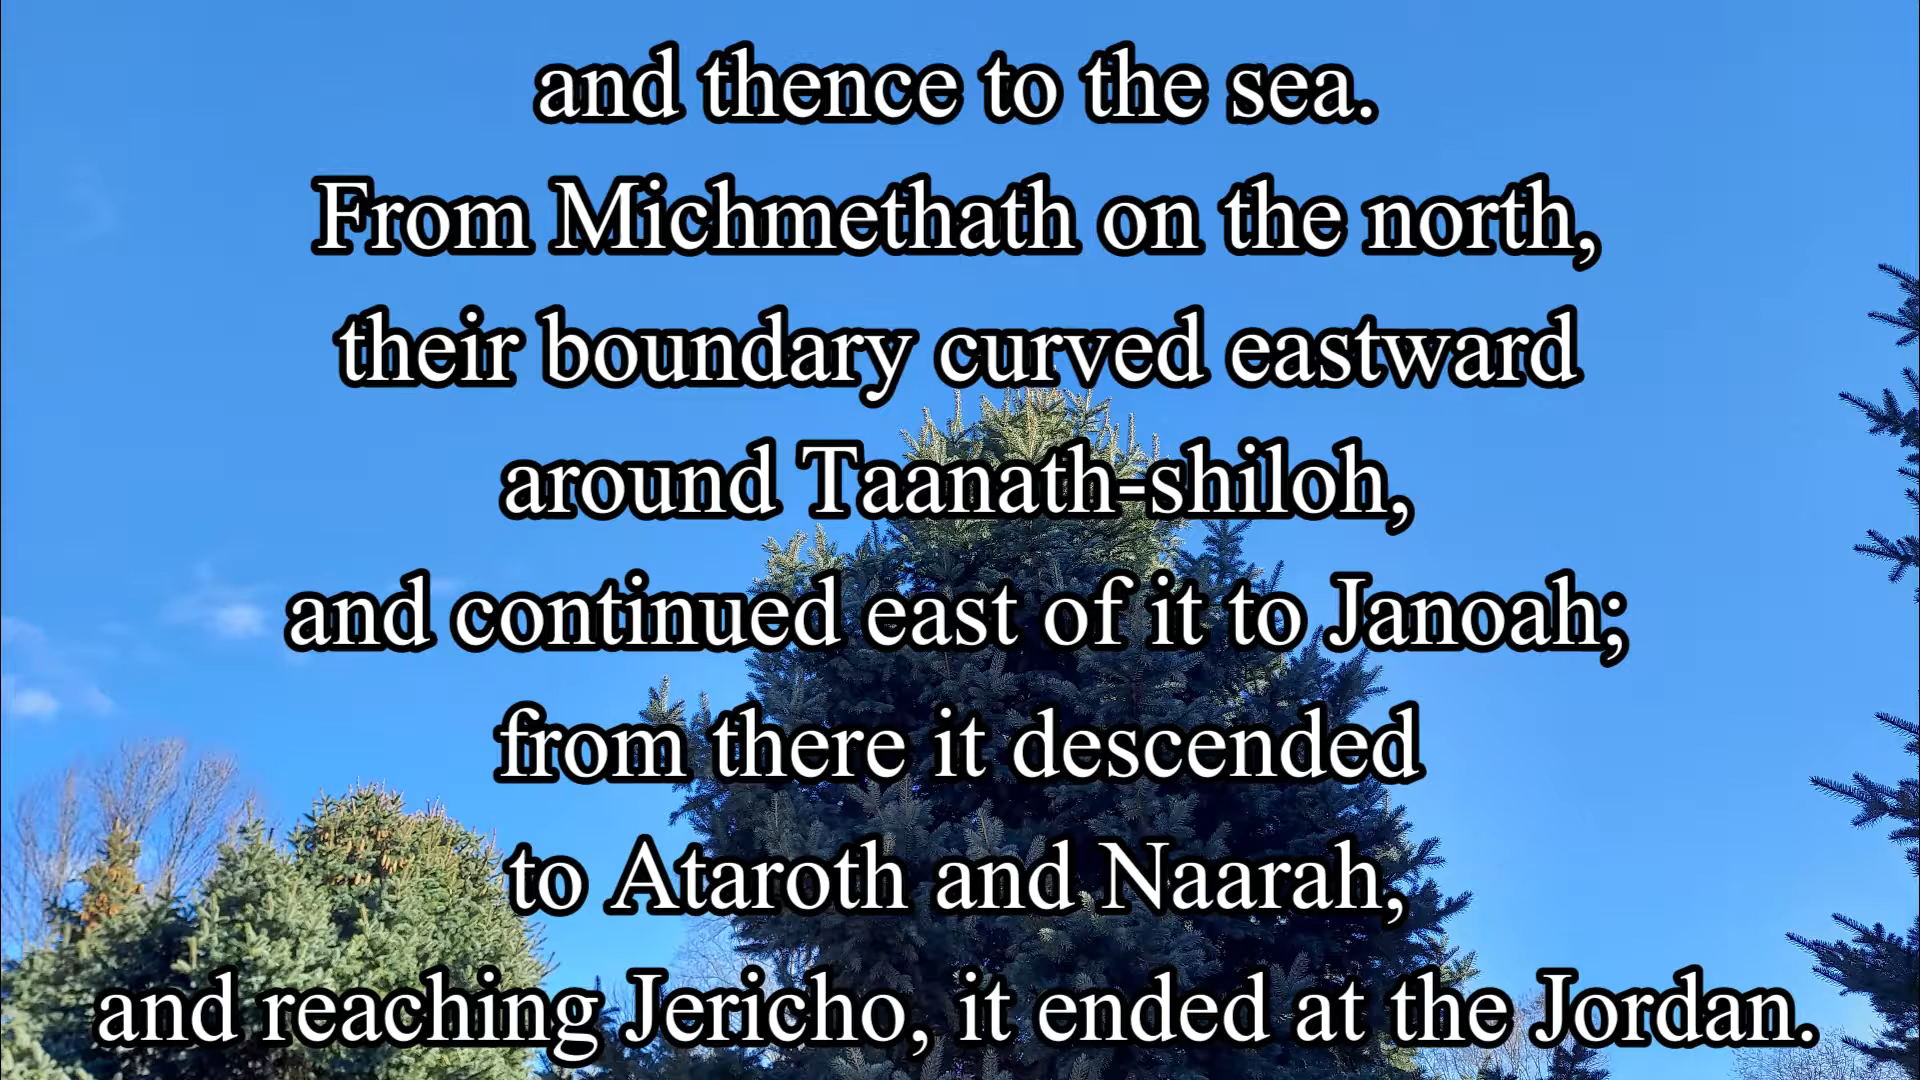 and thence to the sea.
From Michmethath on the north,
their boundary curved eastward
around Taanath-shiloh,
and continued east of it to Janoah;
from there it descended
to Ataroth and Naarah,
and reaching Jericho, it ended at the Jordan.